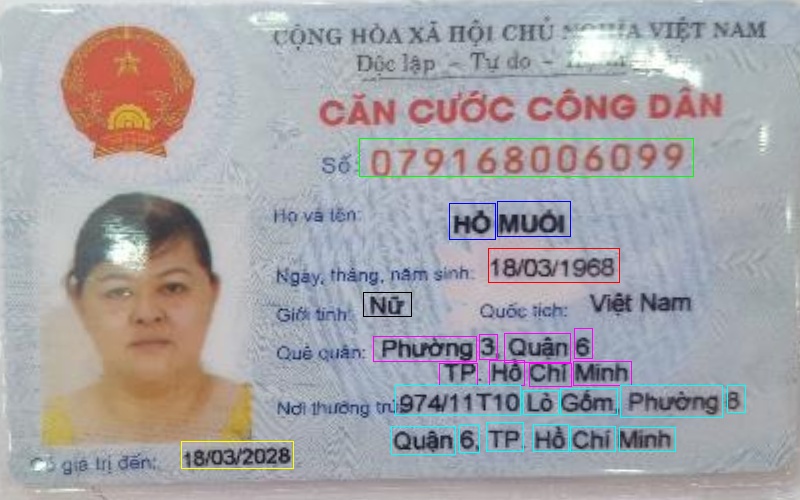 CỘNG HÒA XÃ HỘI CHỦ NGHĨA VIỆT NAM
Độc lập - Tự do -
CĂN CƯỚC CÔNG DÂN
Số: 079168006099
Họ và tên: HỒ MUÓI
Ngày, tháng, năm sinh: 18/03/1968
Giới tính: Nữ Quốc tịch: Việt Nam
Quê quán: Phường 3, Quận 6
TP. Hồ Chí Minh
Nơi thường trú: 974/11T10 Lò Gốm, Phường 8
Quận 6, TP. Hồ Chí Minh
Có giá trị đến: 18/03/2028